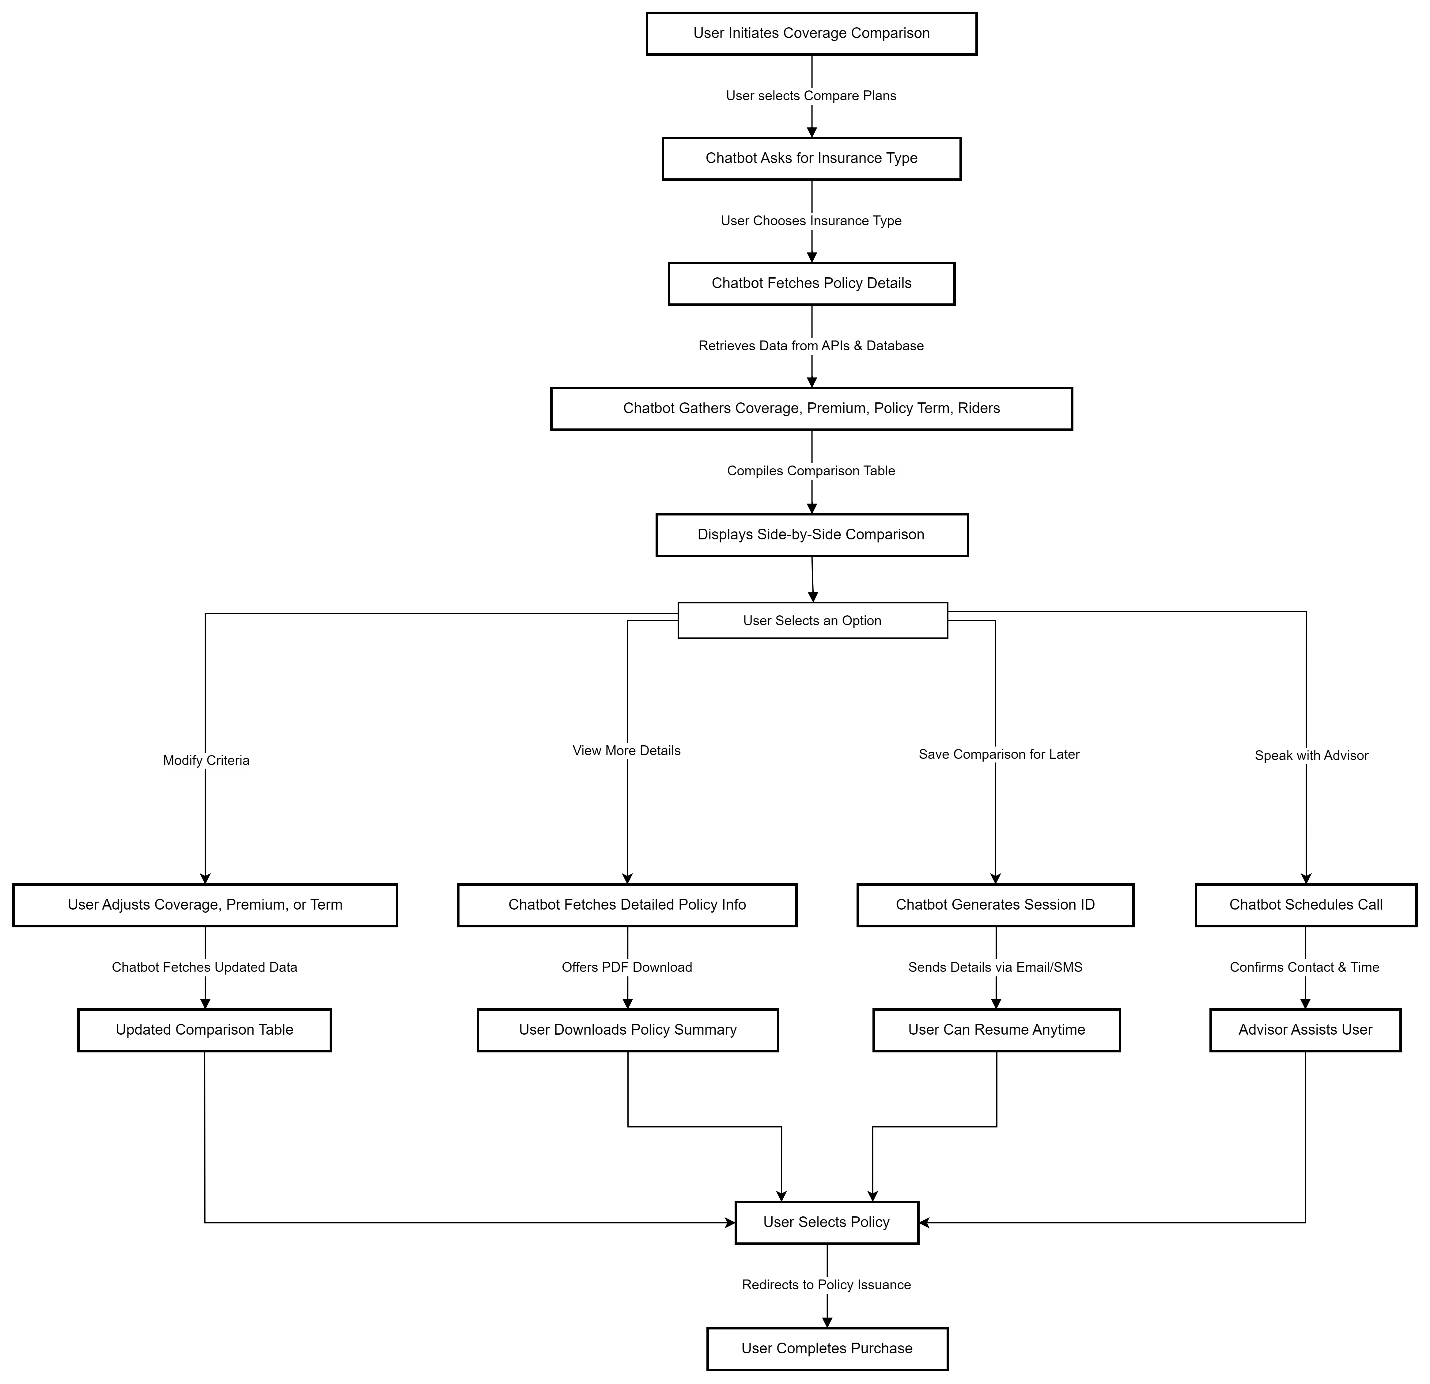 User Initiates Coverage Comparison
User selects Compare Plans
Chatbot Asks for Insurance Type
User Chooses Insurance Type
Chatbot Fetches Policy Details
Retrieves Data from APIs & Database
Chatbot Gathers Coverage, Premium, Policy Term, Riders
Compiles Comparison Table
Displays Side-by-Side Comparison
User Selects an Option
Modify Criteria
View More Details
Save Comparison for Later
Speak with Advisor
User Adjusts Coverage, Premium, or Term
Chatbot Fetches Detailed Policy Info
Chatbot Generates Session ID
Chatbot Schedules Call
Chatbot Fetches Updated Data
Offers PDF Download
Sends Details via Email/SMS
Confirms Contact & Time
Updated Comparison Table
User Downloads Policy Summary
User Can Resume Anytime
Advisor Assists User
User Selects Policy
Redirects to Policy Issuance
User Completes Purchase